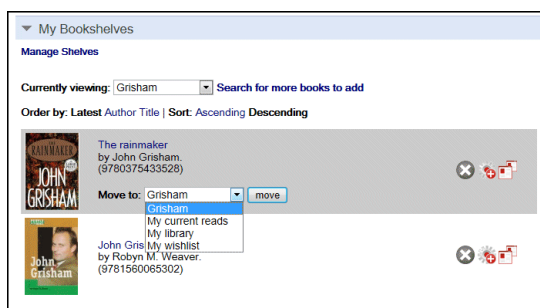 My Bookshelves
Manage Shelves
Currently viewing: Grisham Search for more books to add
Order by: Latest Author Title | Sort: Ascending Descending
THE
RAINMAKER
JOHN
GRISHAM
The rainmaker
by John Grisham.
(9780375433528)
Move to: Grisham move
Grisham
My current reads
My library
My wishlist
John
Grisham
John Gris
by Robyn M. Weaver.
(9781560065302)